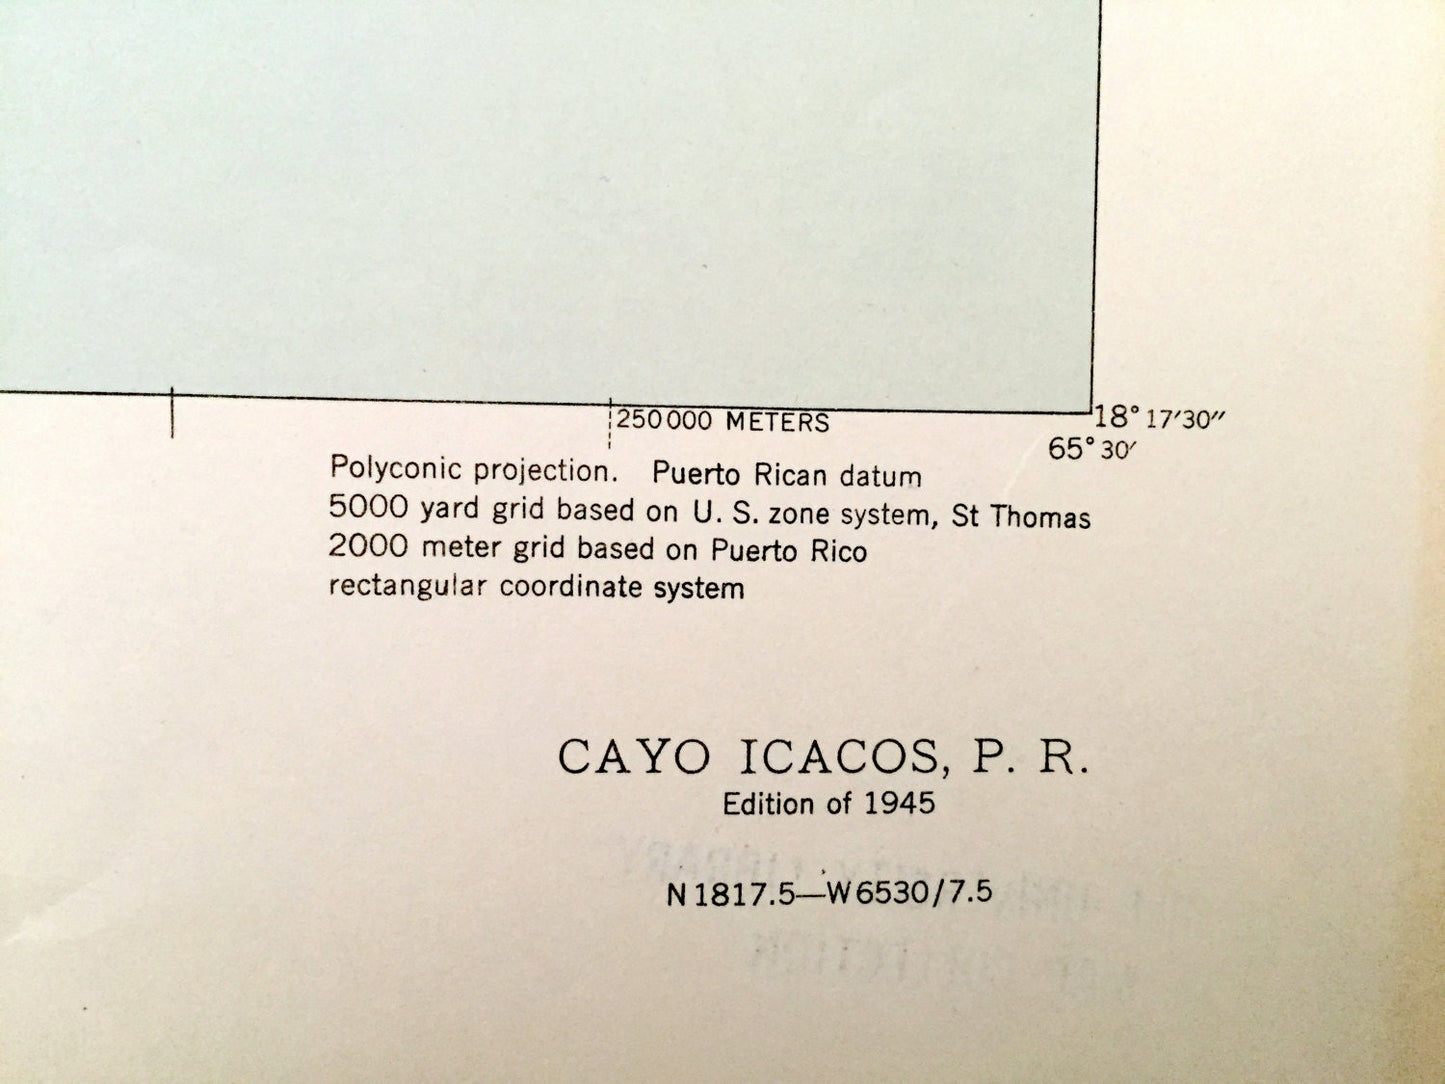 250000 METERS
18° 17′30″
65° 30′
Polyconic projection. Puerto Rican datum
5000 yard grid based on U. S. zone system, St Thomas
2000 meter grid based on Puerto Rico
rectangular coordinate system
CAYO ICACOS, P. R.
Edition of 1945
N1817.5—W6530/7.5